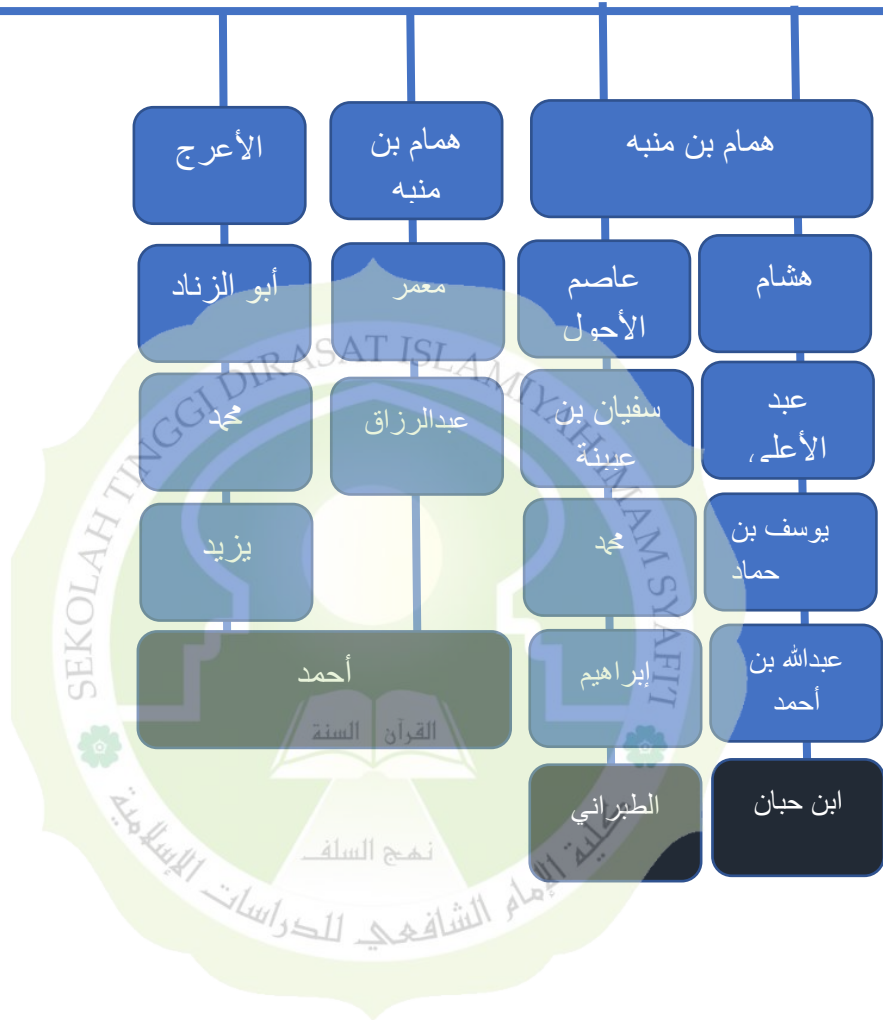 همام بن منبه
همام بن
منبه
الأعرج
هشام
عاصم
الأحول
معمر
أبو الزناد
عبد
الأعلى
سفيان بن
عيينة
عبدالرزاق
محمد
يوسف بن
حماد
محمد
يزيد
عبدالله بن
أحمد
إبراهيم
أحمد
ابن حبان
الطبراني
SEKOLAH TINGGI DIRASAT ISLAMIYAH IMAM SYAFI'I
القرآن السنة
نهج السلف
كلية الإمام الشافعي للدراسات الإسلامية